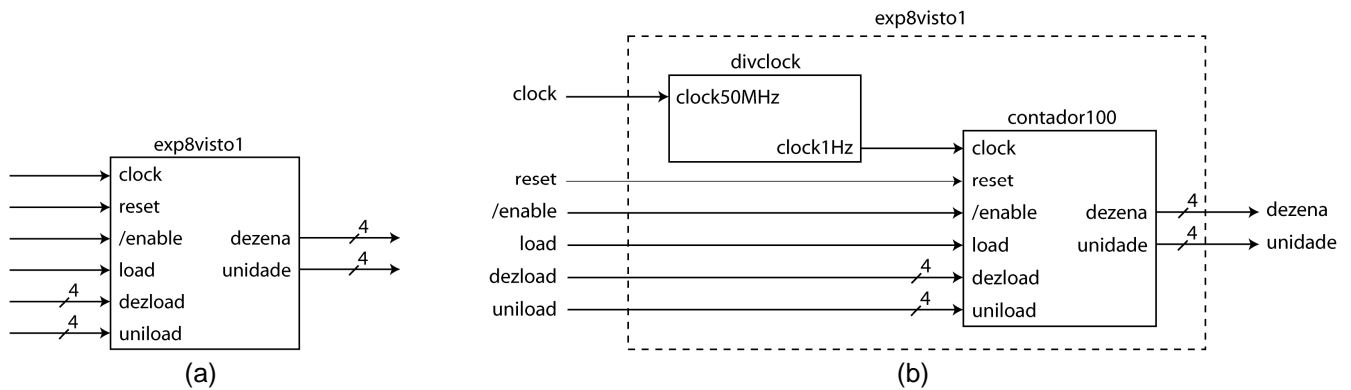 exp8visto1
clock
reset
/enable
load
dezload
uniload
dezena
unidade
4
4
4
4
(a)
exp8visto1
clock
reset
/enable
load
dezload
uniload
divclock
clock50MHz
clock1Hz
contador100
clock
reset
/enable
load
dezload
uniload
dezena
unidade
4
4
4
4
dezena
unidade
(b)